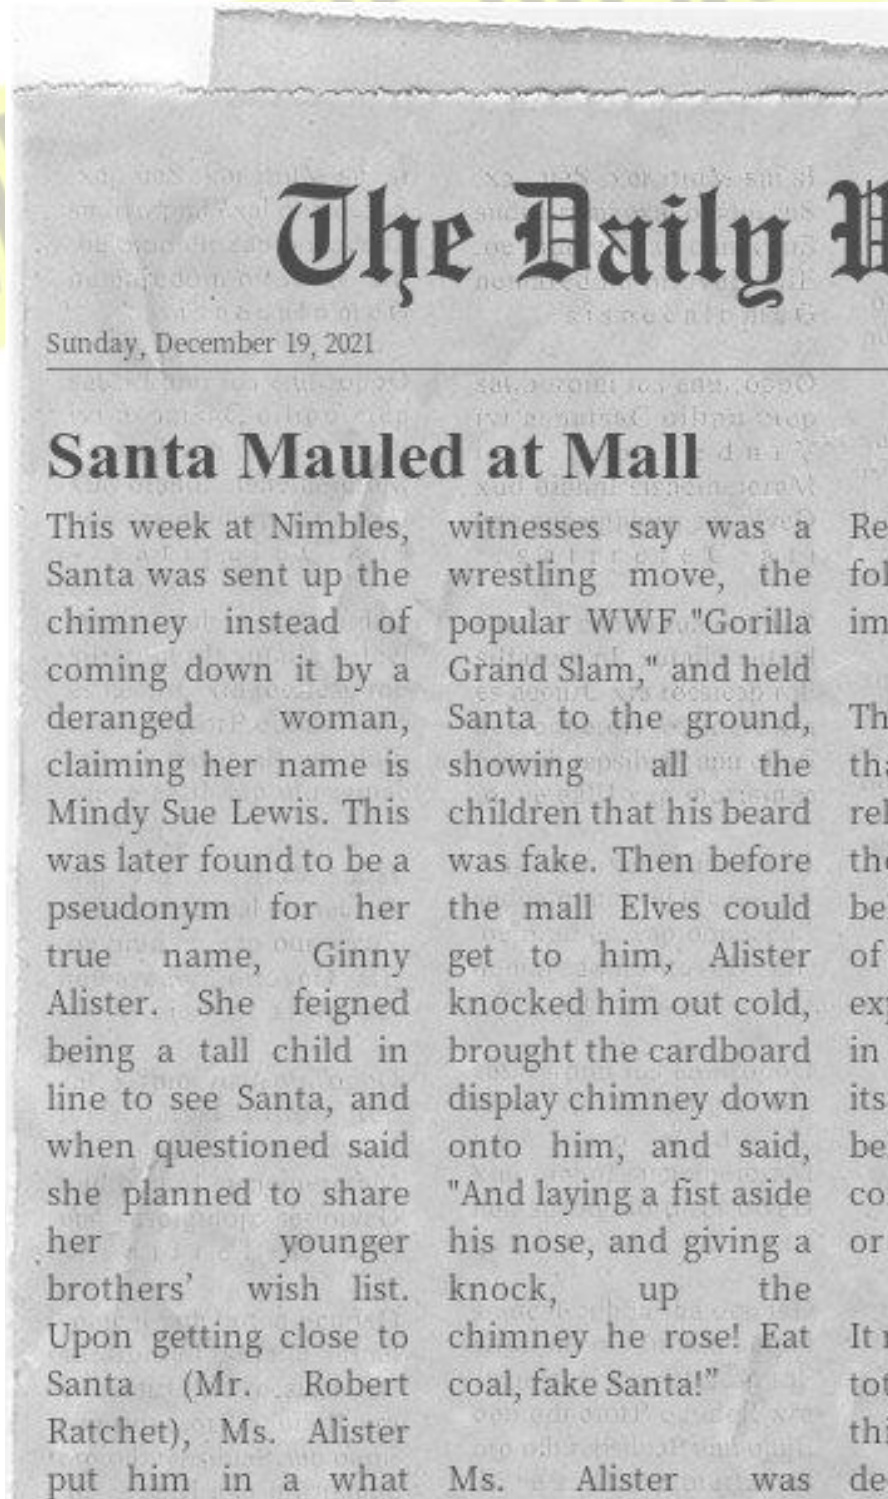 The Daily
Sunday, December 19, 2021
Santa Mauled at Mall
This week at Nimbles,
Santa was sent up the
chimney instead of
coming down it by a
deranged woman,
claiming her name is
Mindy Sue Lewis. This
was later found to be a
pseudonym for her
true name, Ginny
Alister. She feigned
being a tall child in
line to see Santa, and
when questioned said
she planned to share
her younger
brothers’ wish list.
Upon getting close to
Santa (Mr. Robert
Ratchet), Ms. Alister
put him in a what
witnesses say was a
wrestling move, the
popular WWF "Gorilla
Grand Slam," and held
Santa to the ground,
showing all the
children that his beard
was fake. Then before
the mall Elves could
get to him, Alister
knocked him out cold,
brought the cardboard
display chimney down
onto him, and said,
"And laying a fist aside
his nose, and giving a
knock, up the
chimney he rose! Eat
coal, fake Santa!”
Ms. Alister was
of
in
its
or
It